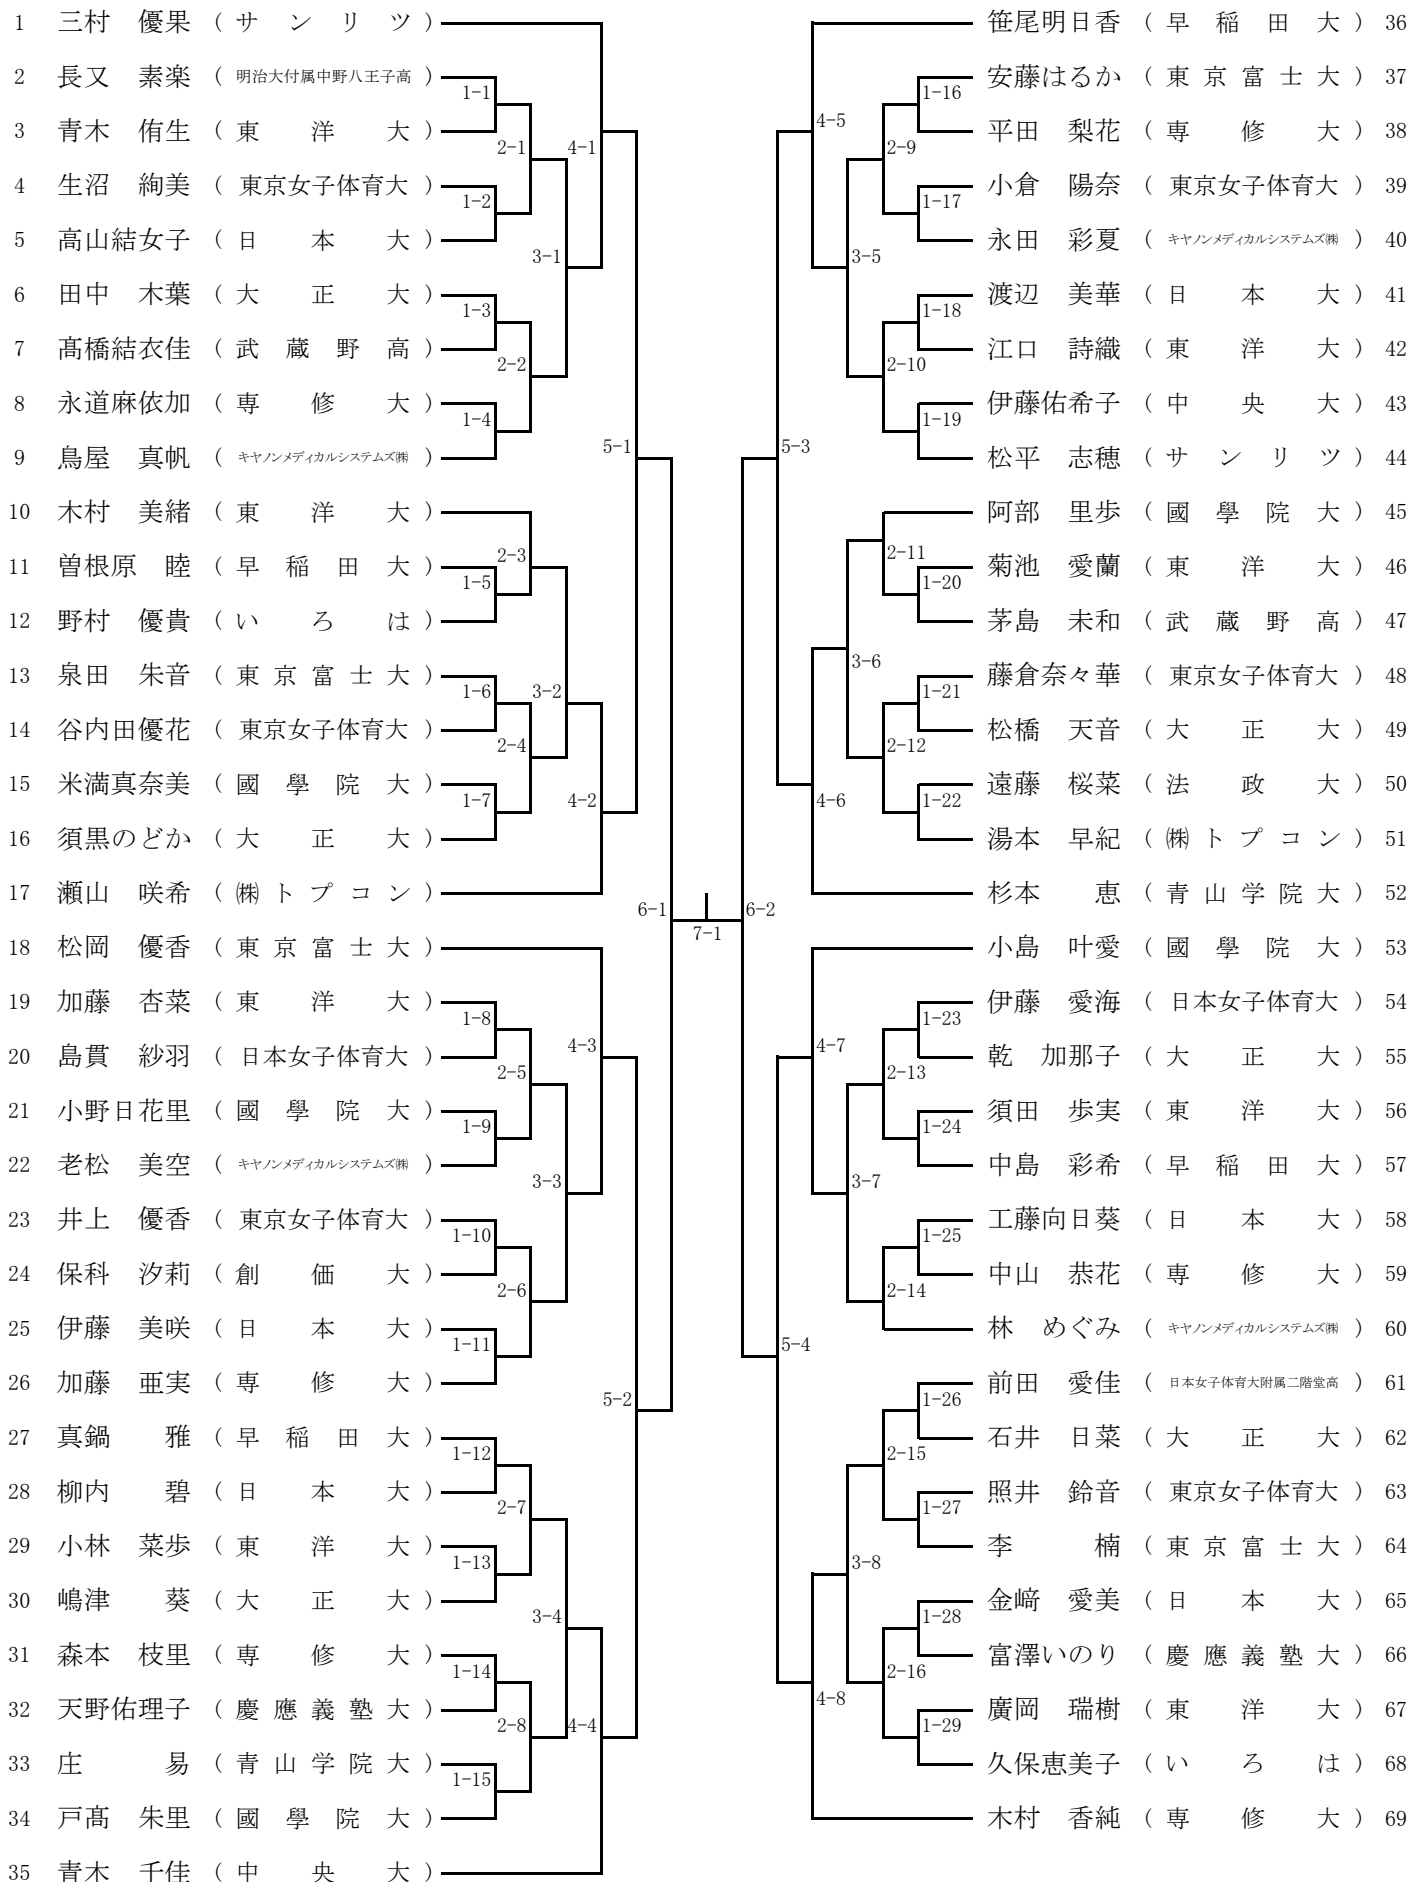 1 三村 優果 ( サンリツ )
2 長又 素楽 ( 明治大付属中野八王子高 )
1-1
3 青木 侑生 ( 東洋大 )
2-1
4-1
4 生沼 絢美 ( 東京女子体育大 )
1-2
5 高山結女子 ( 日本大 )
3-1
6 田中 木葉 ( 大正大 )
1-3
7 髙橋結衣佳 ( 武蔵野高 )
2-2
8 永道麻依加 ( 専修大 )
1-4
5-1
9 鳥屋 真帆 ( キヤノンメディカルシステムズ㈱ )
10 木村 美緒 ( 東洋大 )
2-3
11 曽根原 睦 ( 早稲田大 )
1-5
12 野村 優貴 ( いろは )
13 泉田 朱音 ( 東京富士大 )
1-6
3-2
14 谷内田優花 ( 東京女子体育大 )
2-4
15 米満真奈美 ( 國學院大 )
1-7
4-2
16 須黒のどか ( 大正大 )
17 瀬山 咲希 ( ㈱トプコン )
6-1
7-1
18 松岡 優香 ( 東京富士大 )
19 加藤 杏菜 ( 東洋大 )
1-8
4-3
20 島貫 紗羽 ( 日本女子体育大 )
2-5
21 小野日花里 ( 國學院大 )
1-9
22 老松 美空 ( キヤノンメディカルシステムズ㈱ )
3-3
23 井上 優香 ( 東京女子体育大 )
1-10
24 保科 汐莉 ( 創価大 )
2-6
25 伊藤 美咲 ( 日本大 )
1-11
26 加藤 亜実 ( 専修大 )
5-2
27 真鍋 雅 ( 早稲田大 )
1-12
28 柳内 碧 ( 日本大 )
2-7
29 小林 菜歩 ( 東洋大 )
1-13
30 嶋津 葵 ( 大正大 )
3-4
31 森本 枝里 ( 専修大 )
1-14
32 天野佑理子 ( 慶應義塾大 )
2-8
4-4
33 庄 易 ( 青山学院大 )
1-15
34 戸髙 朱里 ( 國學院大 )
35 青木 千佳 ( 中央大 )
笹尾明日香 ( 早稲田大 ) 36
安藤はるか ( 東京富士大 ) 37
1-16
4-5
平田 梨花 ( 専修大 ) 38
2-9
小倉 陽奈 ( 東京女子体育大 ) 39
1-17
永田 彩夏 ( キヤノンメディカルシステムズ㈱ ) 40
3-5
渡辺 美華 ( 日本大 ) 41
1-18
江口 詩織 ( 東洋大 ) 42
2-10
伊藤佑希子 ( 中央大 ) 43
1-19
5-3
松平 志穂 ( サンリツ ) 44
阿部 里歩 ( 國學院大 ) 45
2-11
菊池 愛蘭 ( 東洋大 ) 46
1-20
茅島 未和 ( 武蔵野高 ) 47
3-6
藤倉奈々華 ( 東京女子体育大 ) 48
1-21
松橋 天音 ( 大正大 ) 49
2-12
遠藤 桜菜 ( 法政大 ) 50
1-22
4-6
湯本 早紀 ( ㈱トプコン ) 51
杉本 恵 ( 青山学院大 ) 52
6-2
小島 叶愛 ( 國學院大 ) 53
伊藤 愛海 ( 日本女子体育大 ) 54
1-23
4-7
乾 加那子 ( 大正大 ) 55
2-13
須田 歩実 ( 東洋大 ) 56
1-24
中島 彩希 ( 早稲田大 ) 57
3-7
工藤向日葵 ( 日本大 ) 58
1-25
中山 恭花 ( 専修大 ) 59
2-14
林 めぐみ ( キヤノンメディカルシステムズ㈱ ) 60
5-4
前田 愛佳 ( 日本女子体育大附属二階堂高 ) 61
1-26
石井 日菜 ( 大正大 ) 62
2-15
照井 鈴音 ( 東京女子体育大 ) 63
1-27
李 楠 ( 東京富士大 ) 64
3-8
金﨑 愛美 ( 日本大 ) 65
1-28
富澤いのり ( 慶應義塾大 ) 66
2-16
4-8
廣岡 瑞樹 ( 東洋大 ) 67
1-29
久保恵美子 ( いろは ) 68
木村 香純 ( 専修大 ) 69